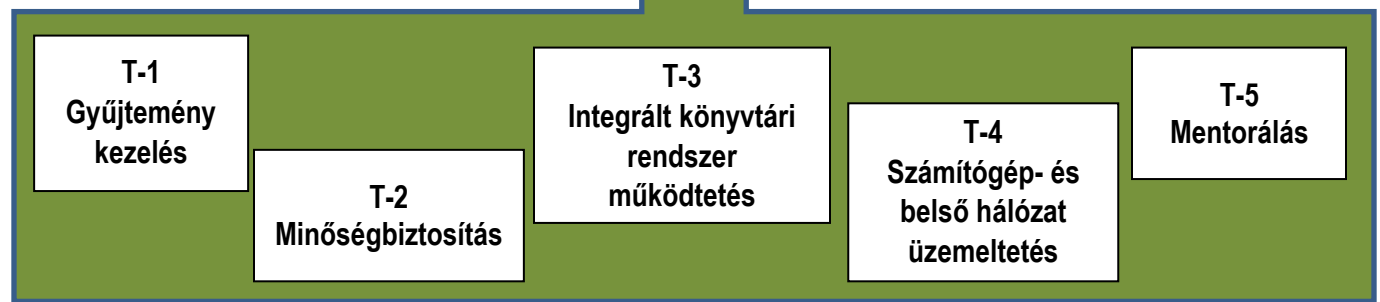 T-1
Gyűjtemény
kezelés
T-2
Minőségbiztosítás
T-3
Integrált könyvtári
rendszer
működtetés
T-4
Számítógép- és
belső hálózat
üzemeltetés
T-5
Mentorálás